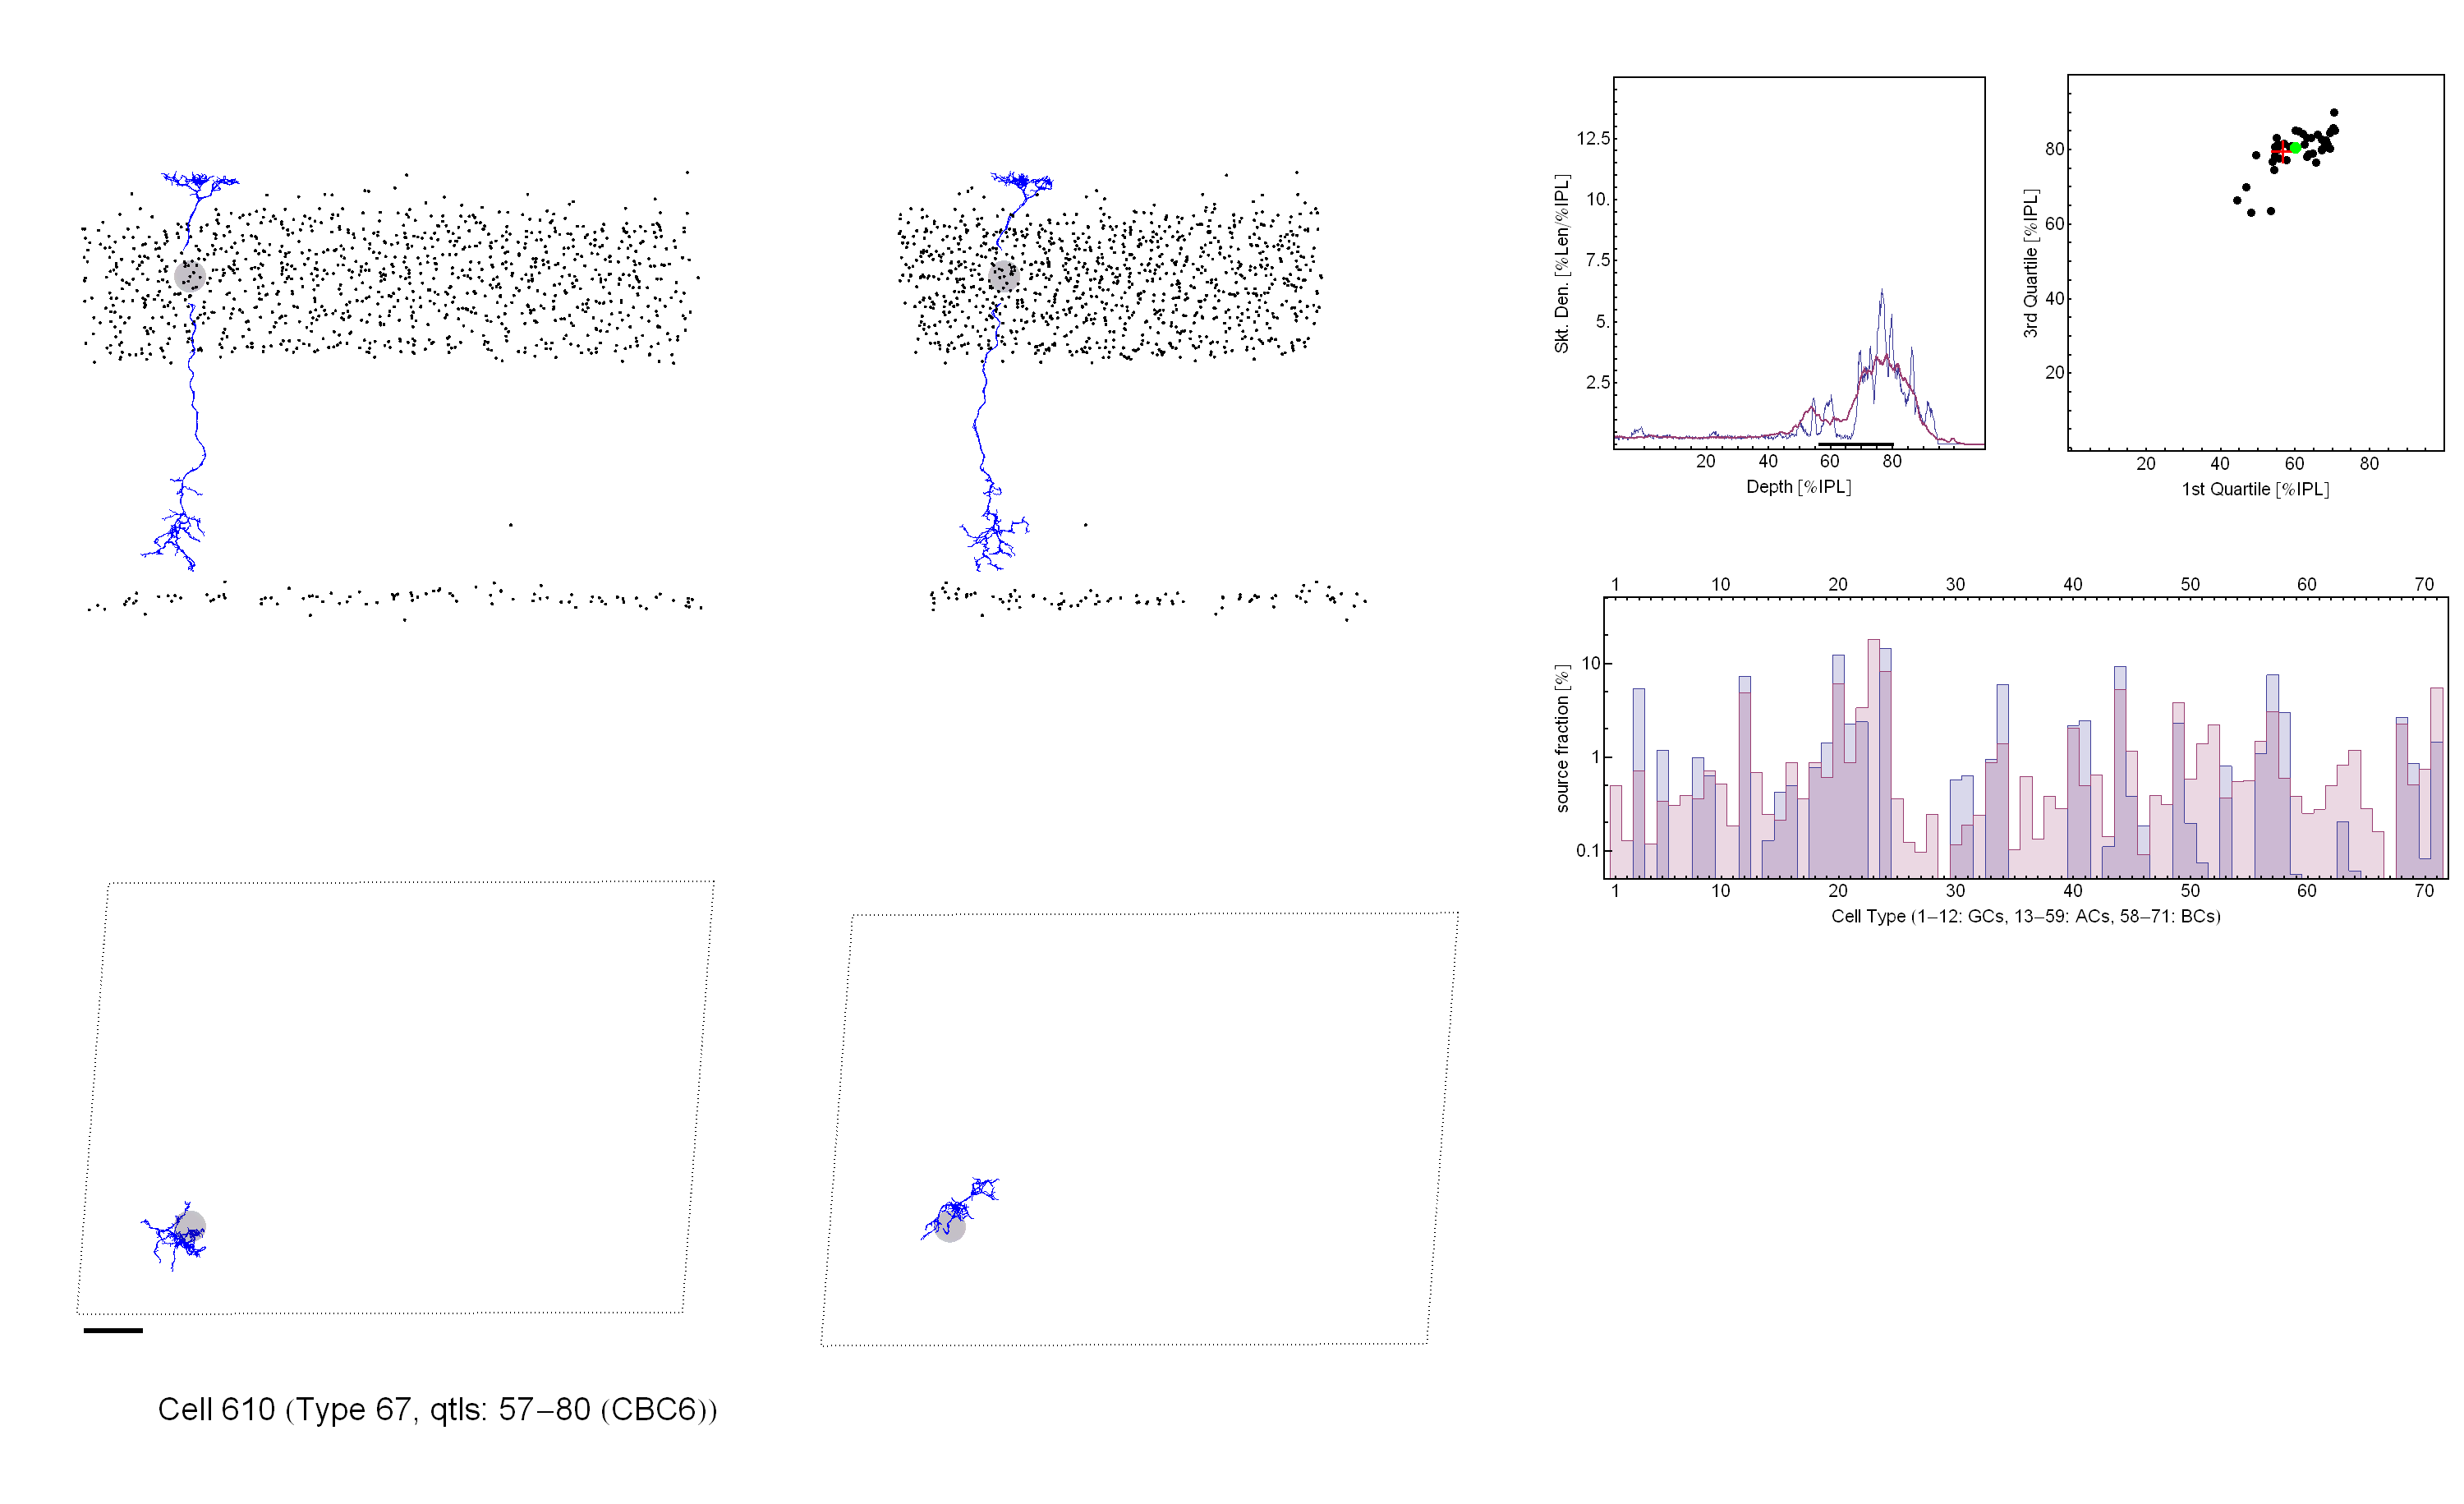 12.5
10.
7.5
5.
2.5
Skt. Den. [%Len/%IPL]
20 40 60 80
Depth [%IPL]
80
60
40
20
3rd Quartile [%IPL]
20 40 60 80
1st Quartile [%IPL]
1 10 20 30 40 50 60 70
10
1
0.1
source fraction [%]
1 10 20 30 40 50 60 70
Cell Type (1–12: GCs, 13–59: ACs, 58–71: BCs)
Cell 610 (Type 67, qtls: 57–80 (CBC6))